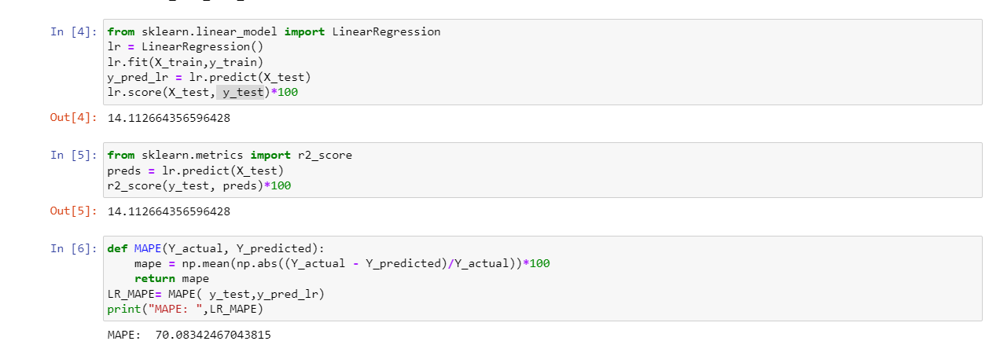 In [4]: from sklearn.linear_model import LinearRegression
lr = LinearRegression()
lr.fit(X_train,y_train)
y_pred_lr = lr.predict(X_test)
lr.score(X_test, y_test)*100
Out[4]: 14.112664356596428
In [5]: from sklearn.metrics import r2_score
preds = lr.predict(X_test)
r2_score(y_test, preds)*100
Out[5]: 14.112664356596428
In [6]: def MAPE(Y_actual, Y_predicted):
    mape = np.mean(np.abs((Y_actual - Y_predicted)/Y_actual))*100
    return mape
LR_MAPE= MAPE( y_test,y_pred_lr)
print("MAPE: ",LR_MAPE)
MAPE:  70.08342467043815